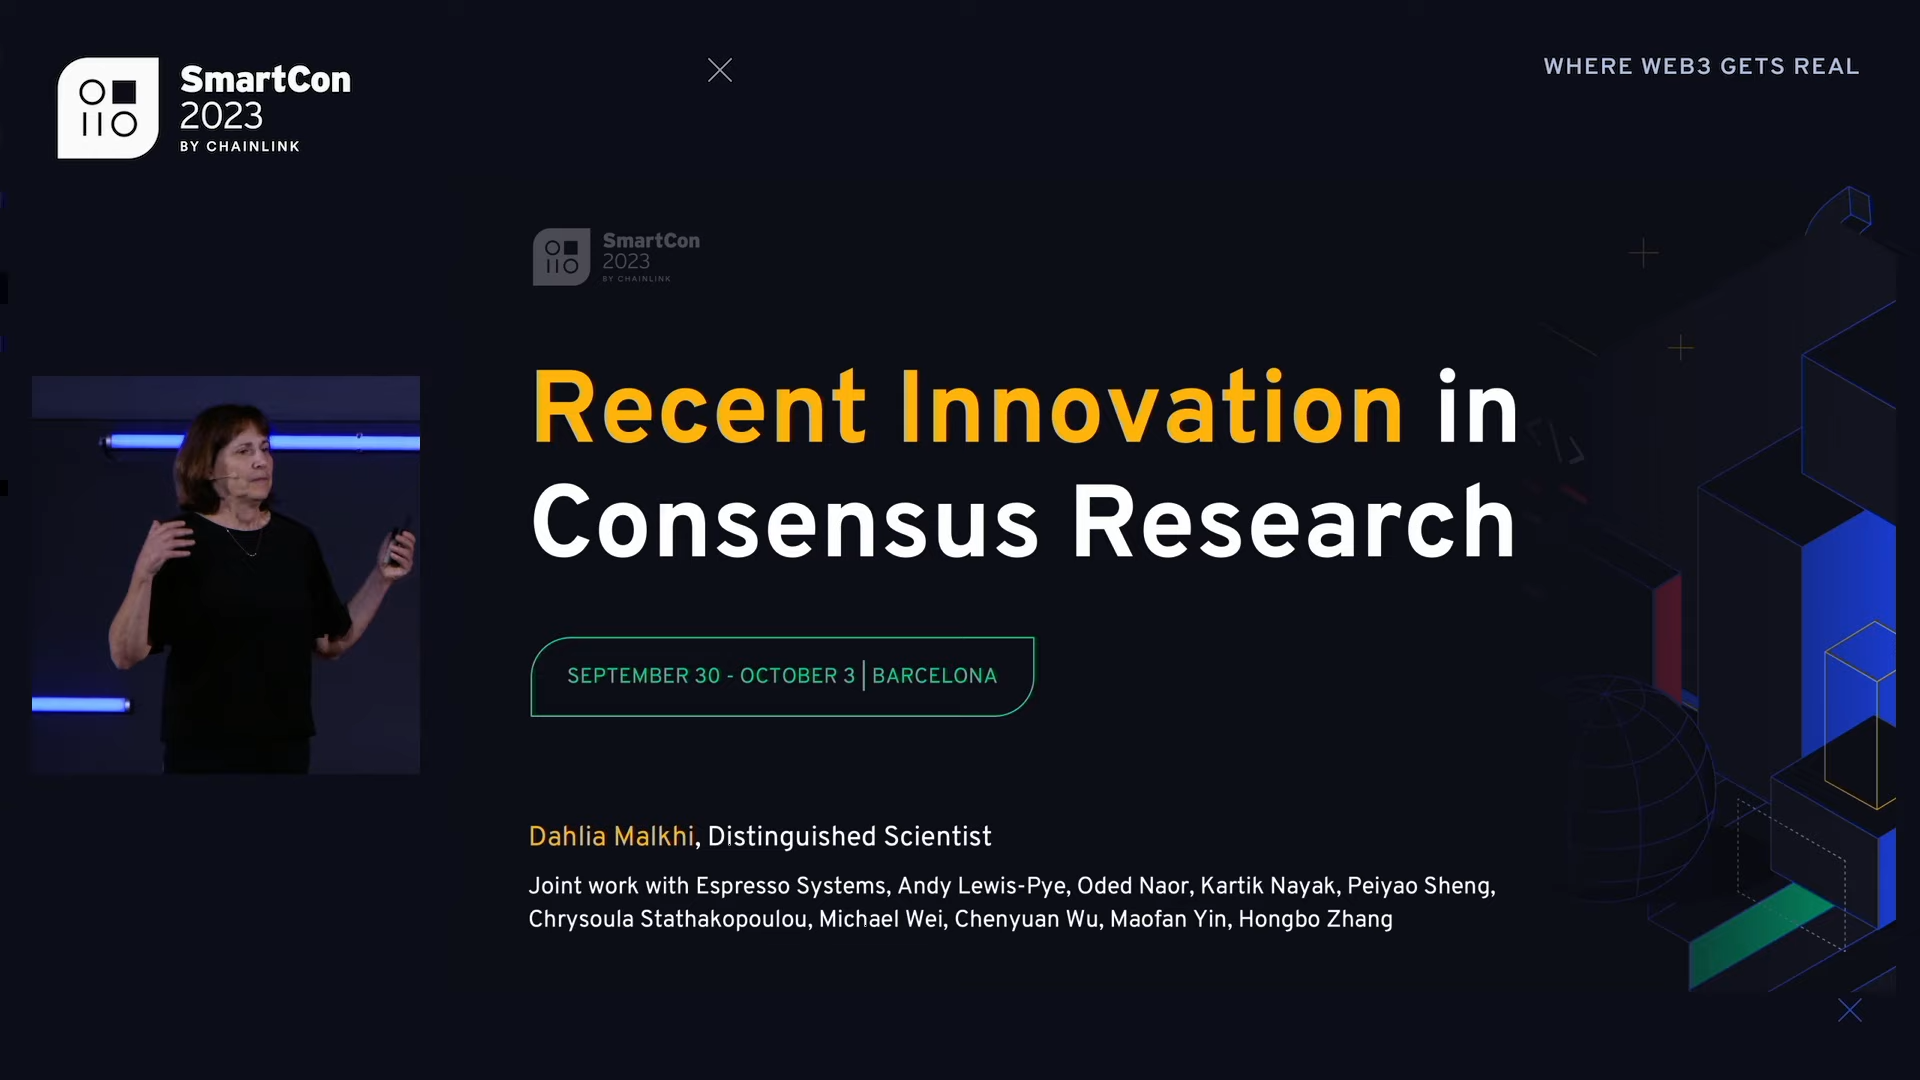 SmartCon
2023
BY CHAINLINK
WHERE WEB3 GETS REAL
SmartCon
2023
BY CHAINLINK
Recent Innovation in
Consensus Research
SEPTEMBER 30 - OCTOBER 3 | BARCELONA
Dahlia Malkhi, Distinguished Scientist
Joint work with Espresso Systems, Andy Lewis-Pye, Oded Naor, Kartik Nayak, Peiyao Sheng,
Chrysoula Stathakopoulou, Michael Wei, Chenyuan Wu, Maofan Yin, Hongbo Zhang